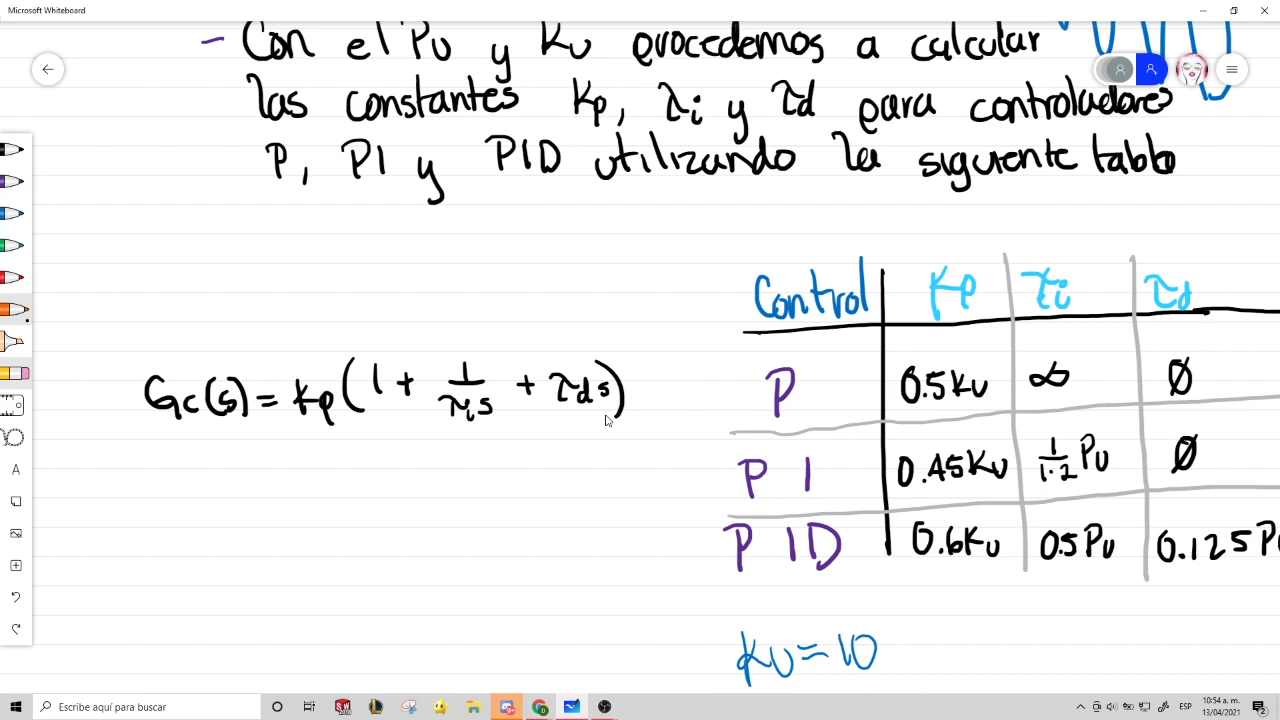 Microsoft Whiteboard
- Con el Pu y Ku procedemos a calcular
las constantes Kp, τi y τd para controladores
P, PI y PID utilizando la siguiente tabla
Control Kp τi τd
P 0.5Ku ∞ Ø
PI 0.45Ku 1/1.2 Pu Ø
PID 0.6Ku 0.5Pu 0.125Pu
Gc(s) = Kp(1 + 1/τis + τds)
Ku = 10
A
Escribe aquí para buscar
ESP
10:54 a. m.
13/04/2021
2